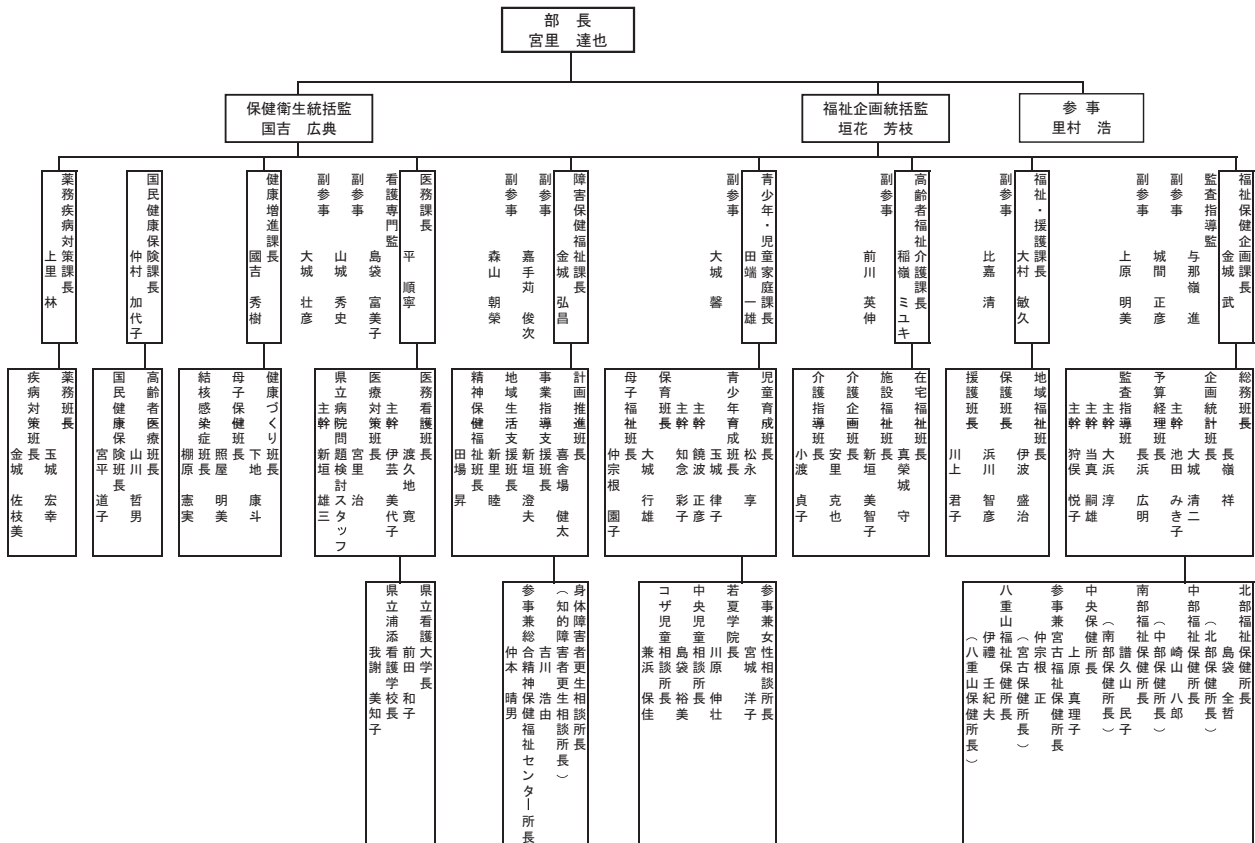 部　長
宮里　達也
保健衛生統括監
国吉　広典
福祉企画統括監
垣花　芳枝
参 事
里村　浩
福祉保健企画課長
金城　武
監査指導監
与那嶺　進
副参事
城間　正彦
副参事
上原　明美
福祉・援護課長
大村　敏久
副参事
比嘉　清
高齢者福祉介護課長
稲嶺　ミユキ
副参事
前川　英伸
青少年・児童家庭課長
田端　一雄
副参事
大城　馨
障害保健福祉課長
金城　弘昌
副参事
嘉手苅　俊次
副参事
森山　朝榮
医務課長
平　順寧
看護専門監
島袋　富美子
副参事
山城　秀史
副参事
大城　壮彦
健康増進課長
國吉　秀樹
国民健康保険課長
仲村　加代子
薬務疾病対策課長
上里　林
総務班長
長嶺　祥
企画統計班長
大城　清二
主幹　池田　みき子
予算経理班長
長浜　広明
監査指導班
主幹　大浜　淳
主幹　当真　嗣雄
主幹　狩俣　悦子
地域福祉班長
伊波　盛治
保護班長
浜川　智彦
援護班長
川上　君子
在宅福祉班長
真榮城　守
施設福祉班長
新垣　美智子
介護企画班長
安里　克也
介護指導班長
小渡　貞子
児童育成班長
松永　享
青少年育成班長
玉城　律子
主幹　饒波　正彦
主幹　知念　彩子
保育班長
大城　行雄
母子福祉班長
仲宗根　園子
計画推進班長
喜舎場　健太
事業指導支援班長
新垣　澄夫
地域生活支援班長
新里　睦
精神保健福祉班長
田場　昇
医務看護班長
渡久地　寛
主幹　伊芸　美代子
医療対策班長
宮里　治
県立病院問題検討スタッフ
主幹　新垣　雄三
健康づくり班長
下地　康斗
母子保健班長
照屋　明美
結核感染症班長
棚原　憲実
高齢者医療班長
山川　哲男
国民健康保険班長
宮平　道子
薬務班長
玉城　宏幸
疾病対策班長
金城　佐枝美
北部福祉保健所長
島袋　全哲
（北部保健所長）
中部福祉保健所長
崎山　八郎
（中部保健所長）
南部福祉保健所長
譜久山　民子
（南部保健所長）
中央保健所長
上原　真理子
参事兼宮古福祉保健所長
仲宗根　正
（宮古保健所長）
八重山福祉保健所長
伊禮　壬紀夫
（八重山保健所長）
参事兼女性相談所長
宮城　洋子
若夏学院長
川原　伸壮
中央児童相談所長
島袋　裕美
コザ児童相談所長
兼浜　保佳
身体障害者更生相談所長
（知的障害者更生相談所長）
吉川　浩由
参事兼総合精神保健福祉センター所長
仲本　晴男
県立看護大学長
前田　和子
県立浦添看護学校長
我謝　美知子